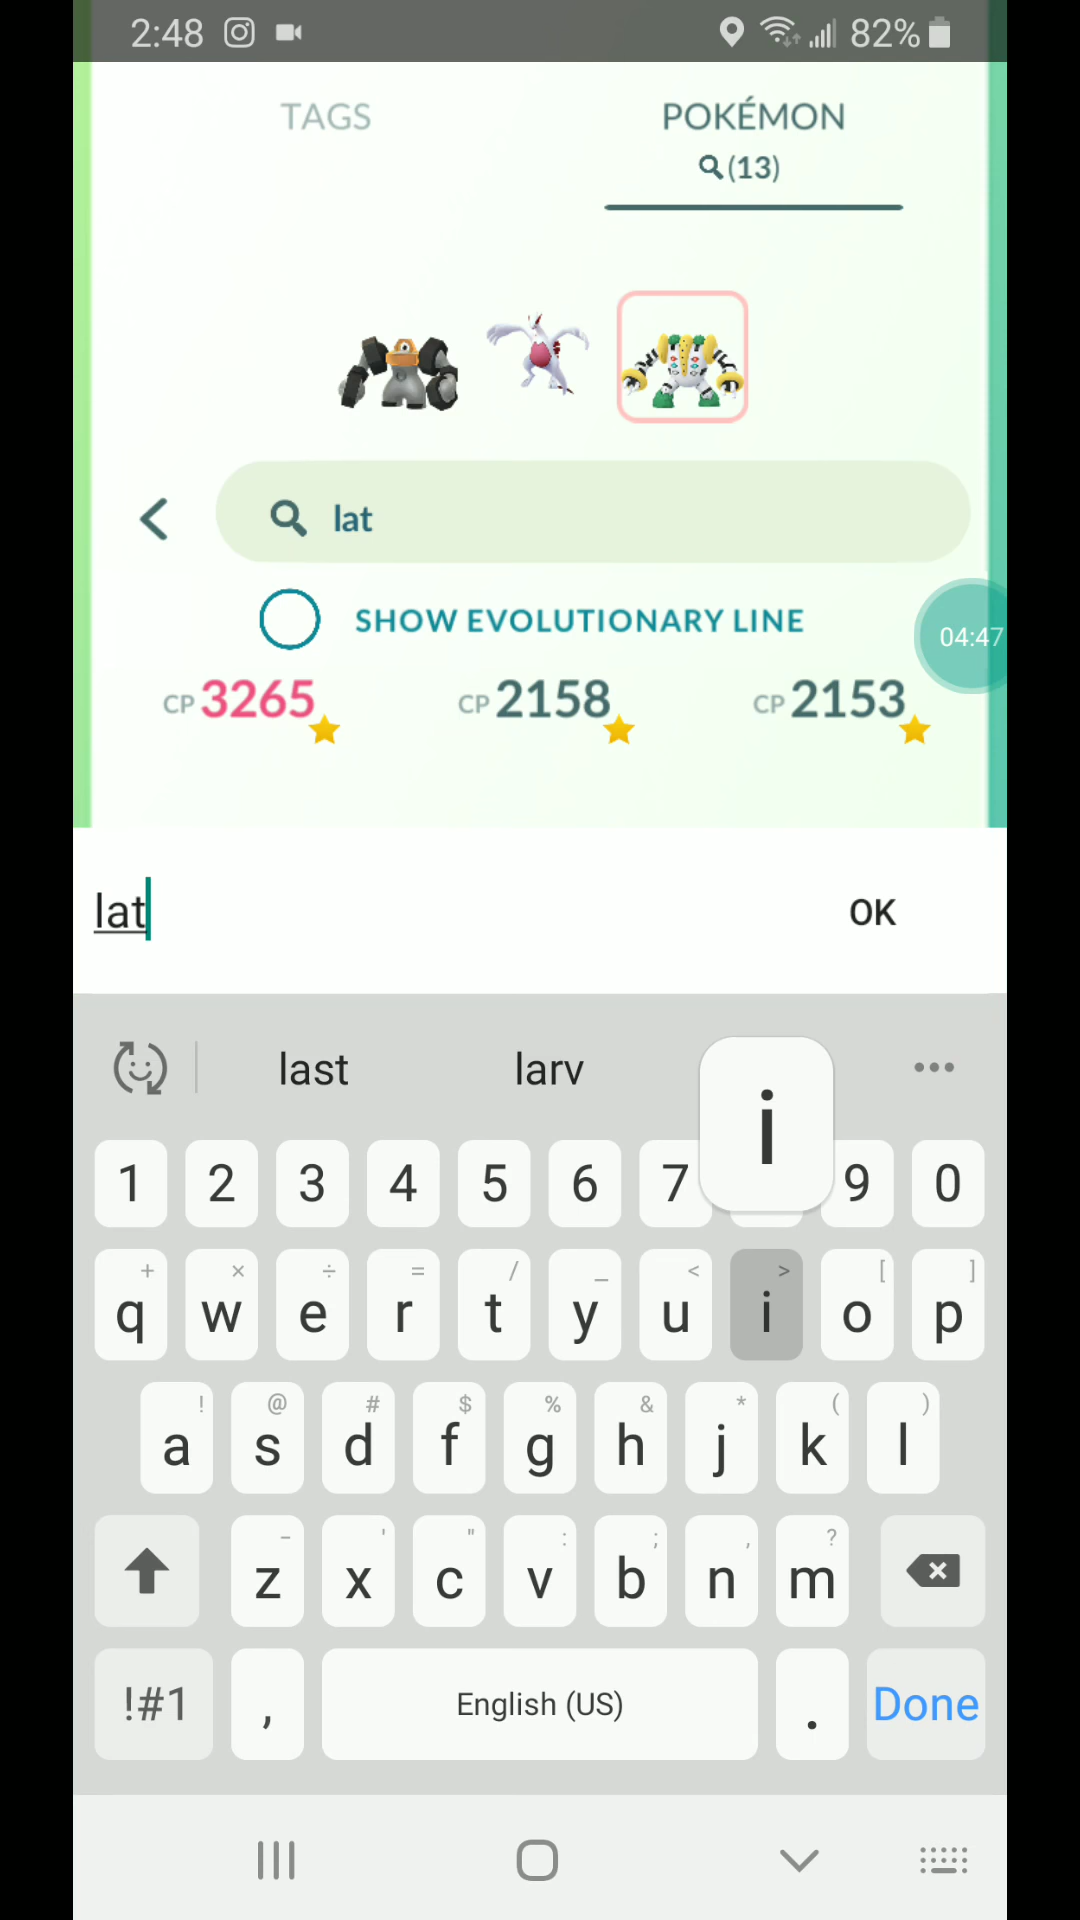 2:48 82%
TAGS POKÉMON
(13)
lat
SHOW EVOLUTIONARY LINE
04:47
CP 3265 CP 2158 CP 2153
lat OK
last larv
i
1 2 3 4 5 6 7 9 0
+ × ÷ = / _ < > [ ]
q w e r t y u i o p
! @ # $ % & * ( )
a s d f g h j k l
- ' " : ; , ?
z x c v b n m
!#1 , English (US) . Done